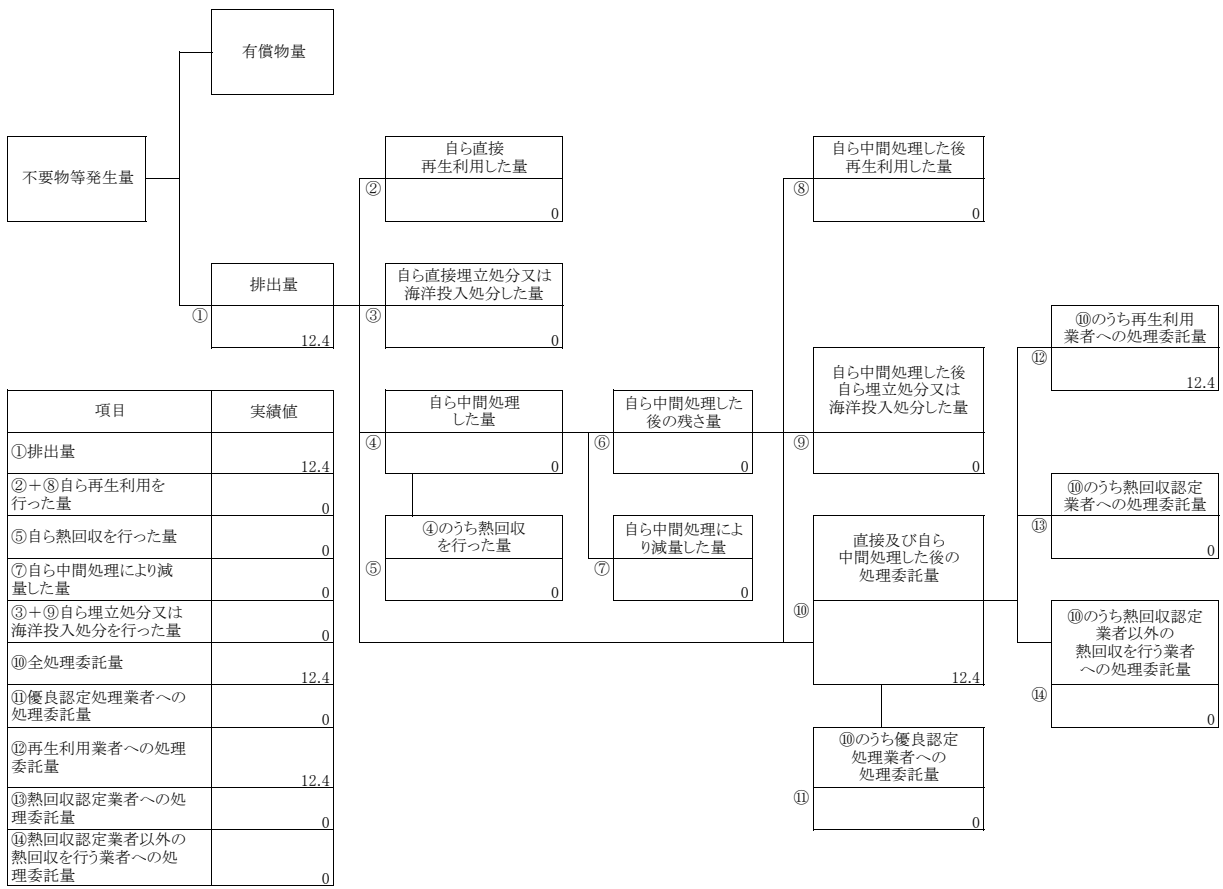 有償物量
不要物等発生量
自ら直接
再生利用した量
②
0
自ら中間処理した後
再生利用した量
⑧
0
排出量
①
12.4
自ら直接埋立処分又は
海洋投入処分した量
③
0
⑩のうち再生利用
業者への処理委託量
⑫
12.4
自ら中間処理
した量
④
0
自ら中間処理した
後の残さ量
⑥
0
自ら中間処理した後
自ら埋立処分又は
海洋投入処分した量
⑨
0
⑩のうち熱回収認定
業者への処理委託量
⑬
0
④のうち熱回収
を行った量
⑤
0
自ら中間処理によ
り減量した量
⑦
0
直接及び自ら
中間処理した後の
処理委託量
⑩
12.4
⑩のうち熱回収認定
業者以外の
熱回収を行う業者
への処理委託量
⑭
0
⑩のうち優良認定
処理業者への
処理委託量
⑪
0
項目 実績値
①排出量
12.4
②+⑧自ら再生利用を
行った量
0
⑤自ら熱回収を行った量
0
⑦自ら中間処理により減
量した量
0
③+⑨自ら埋立処分又は
海洋投入処分を行った量
0
⑩全処理委託量
12.4
⑪優良認定処理業者への
処理委託量
0
⑫再生利用業者への処理
委託量
12.4
⑬熱回収認定業者への処
理委託量
0
⑭熱回収認定業者以外の
熱回収を行う業者への処
理委託量
0